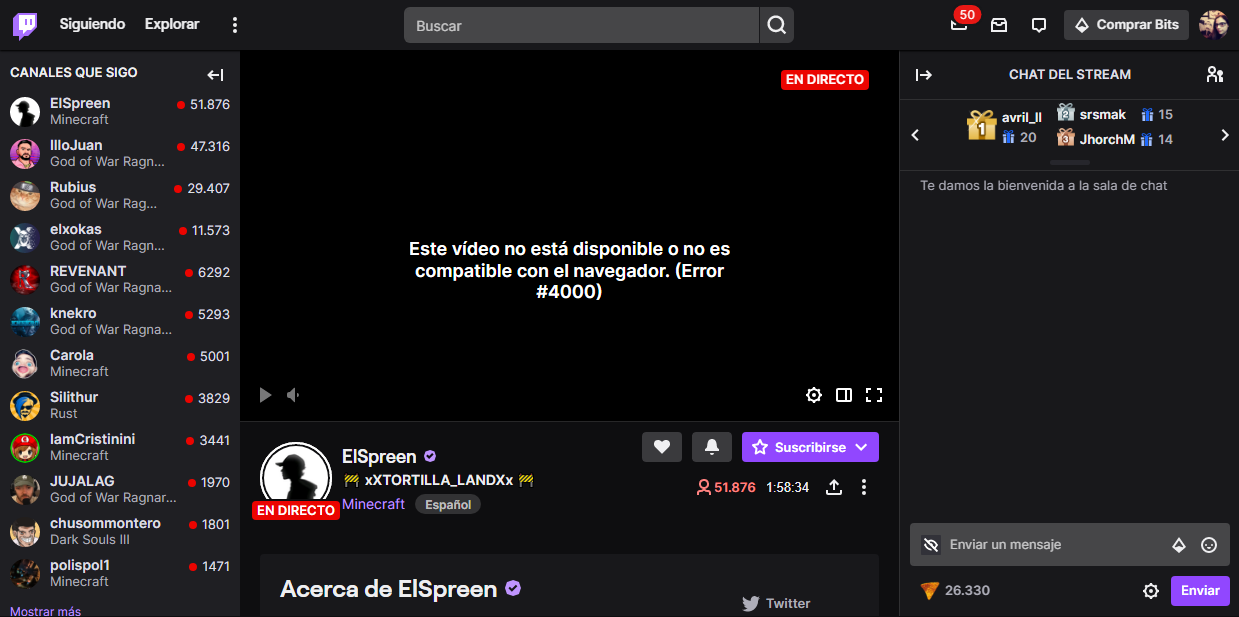 Siguiendo
Explorar
Buscar
50
Comprar Bits
CANALES QUE SIGO
ElSpreen
51.876
Minecraft
IlloJuan
47.316
God of War Ragn...
Rubius
29.407
God of War Rag...
elxokas
11.573
God of War Ragn...
REVENANT
6292
God of War Ragna...
knekro
5293
God of War Ragna...
Carola
5001
Minecraft
Silithur
3829
Rust
IamCristinini
3441
Minecraft
JUJALAG
1970
God of War Ragnar...
chusommontero
1801
Dark Souls III
polispol1
1471
Minecraft
Mostrar más
EN DIRECTO
Este vídeo no está disponible o no es
compatible con el navegador. (Error
#4000)
ElSpreen
xXTORTILLA_LANDXx
Minecraft
Español
EN DIRECTO
Suscribirse
51.876
1:58:34
Acerca de ElSpreen
Twitter
CHAT DEL STREAM
1
avril_ll
20
2
srsmak
15
3
JhorchM
14
Te damos la bienvenida a la sala de chat
Enviar un mensaje
26.330
Enviar